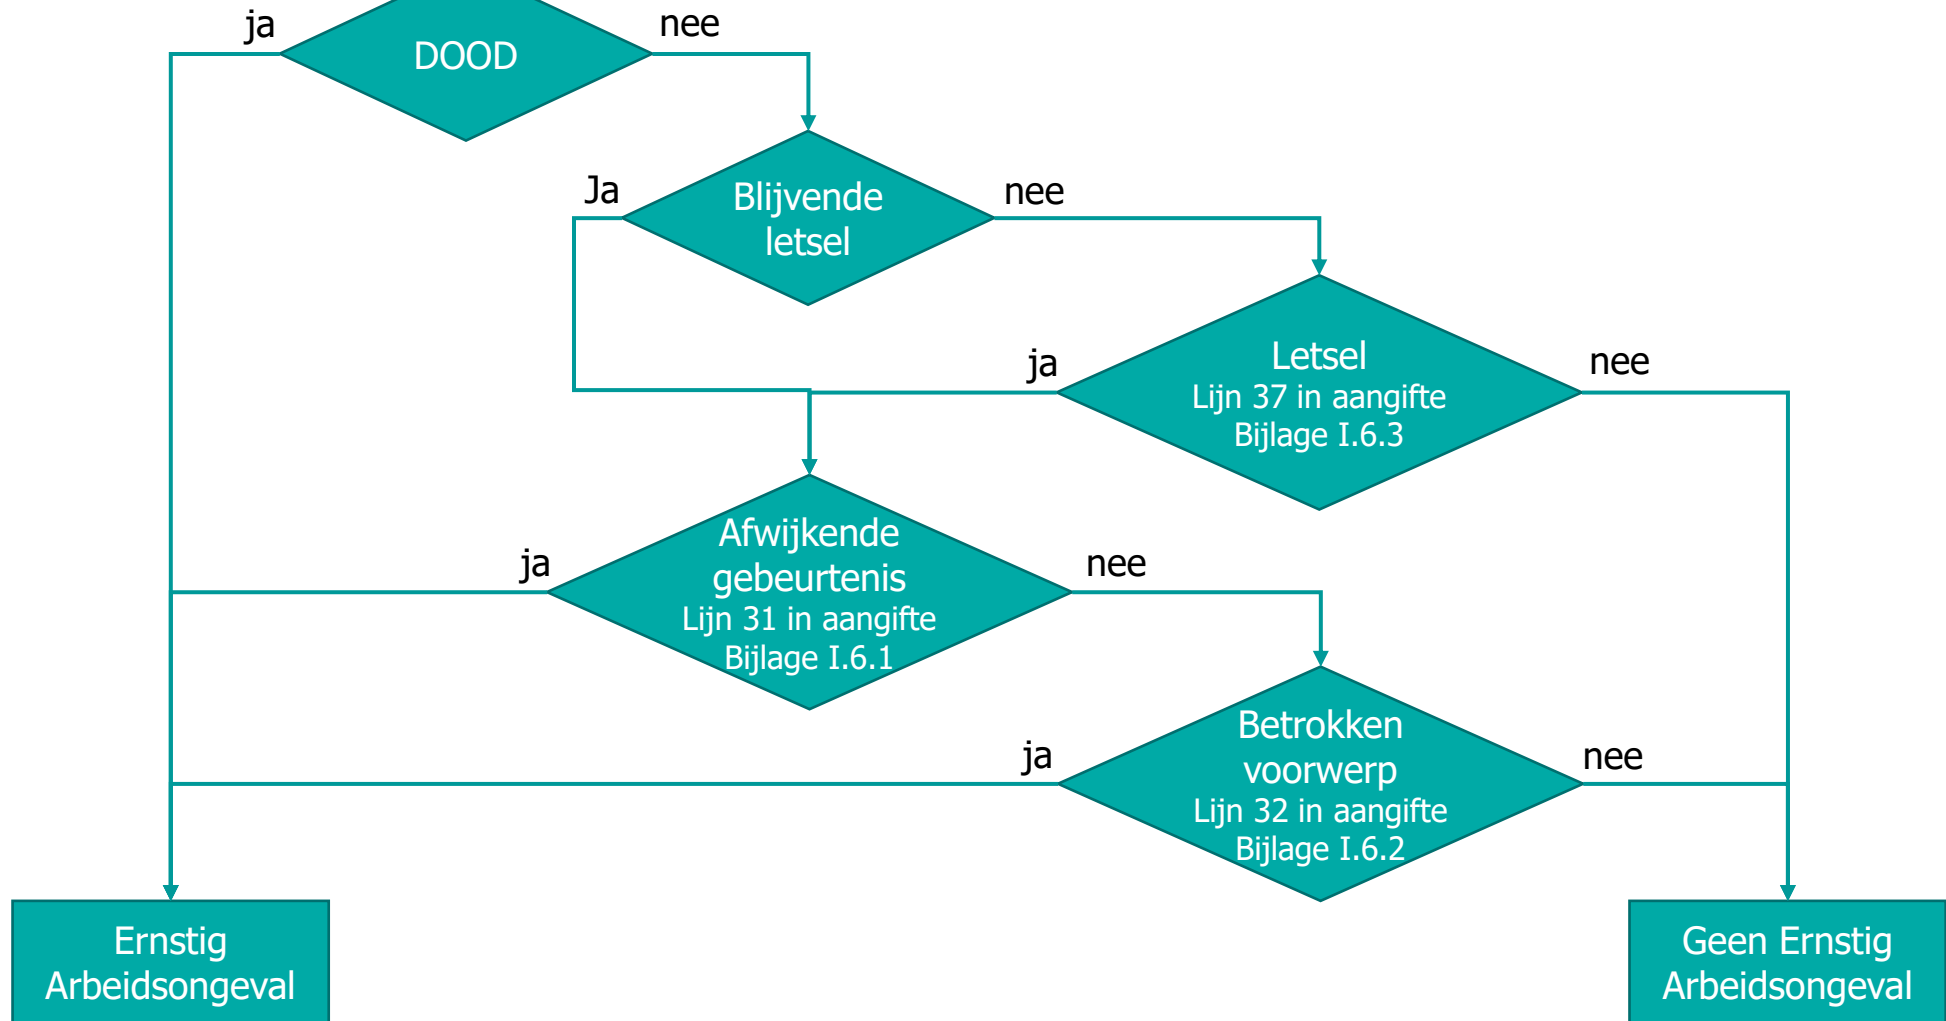 ja
nee
DOOD
Ja
Blijvende
letsel
nee
ja
Letsel
Lijn 37 in aangifte
Bijlage I.6.3
nee
ja
Afwijkende
gebeurtenis
Lijn 31 in aangifte
Bijlage I.6.1
nee
ja
Betrokken
voorwerp
Lijn 32 in aangifte
Bijlage I.6.2
nee
Ernstig
Arbeidsongeval
Geen Ernstig
Arbeidsongeval